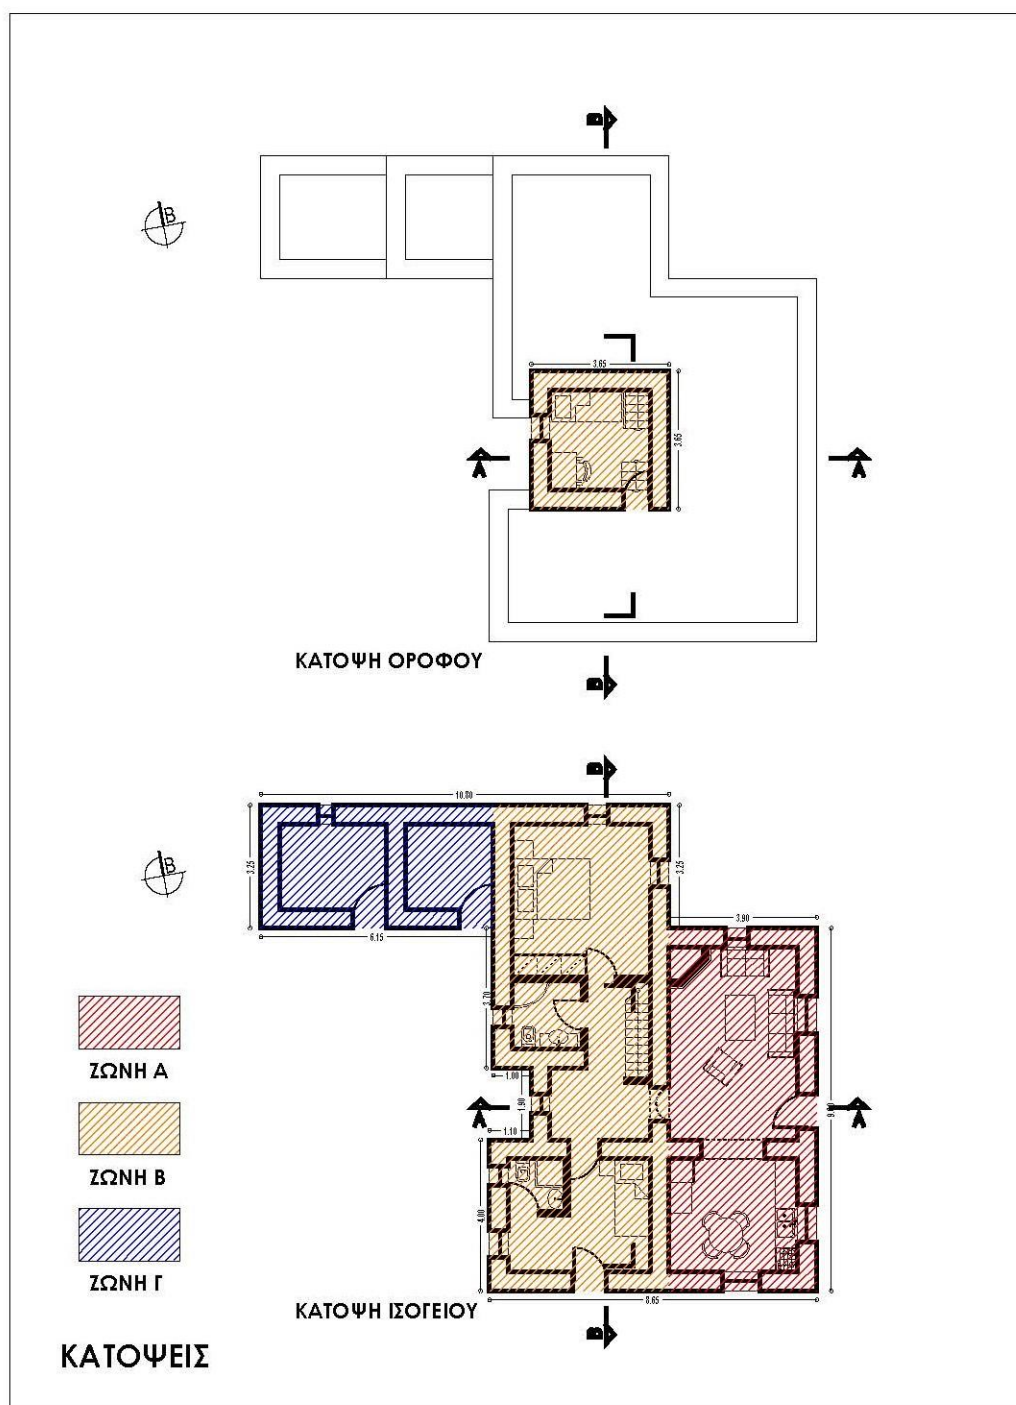 B
B
3.65
3.65
A
A
ΚΑΤΟΨΗ ΟΡΟΦΟΥ
B
B
10.80
B
3.25
3.25
3.90
6.15
3.70
ΖΩΝΗ Α
1.00
1.90
A
A
1.10
ΖΩΝΗ Β
4.00
ΖΩΝΗ Γ
8.65
ΚΑΤΟΨΗ ΙΣΟΓΕΙΟΥ
B
ΚΑΤΟΨΕΙΣ